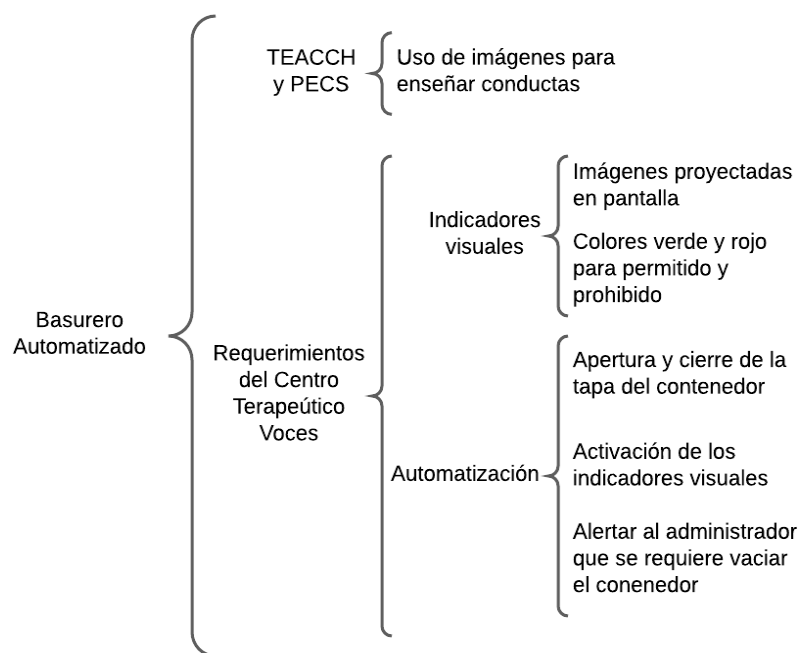 Basurero
Automatizado
TEACCH
y PECS
Uso de imágenes para
enseñar conductas
Requerimientos
del Centro
Terapeútico
Voces
Indicadores
visuales
Imágenes proyectadas
en pantalla
Colores verde y rojo
para permitido y
prohibido
Automatización
Apertura y cierre de la
tapa del contenedor
Activación de los
indicadores visuales
Alertar al administrador
que se requiere vaciar
el conenedor